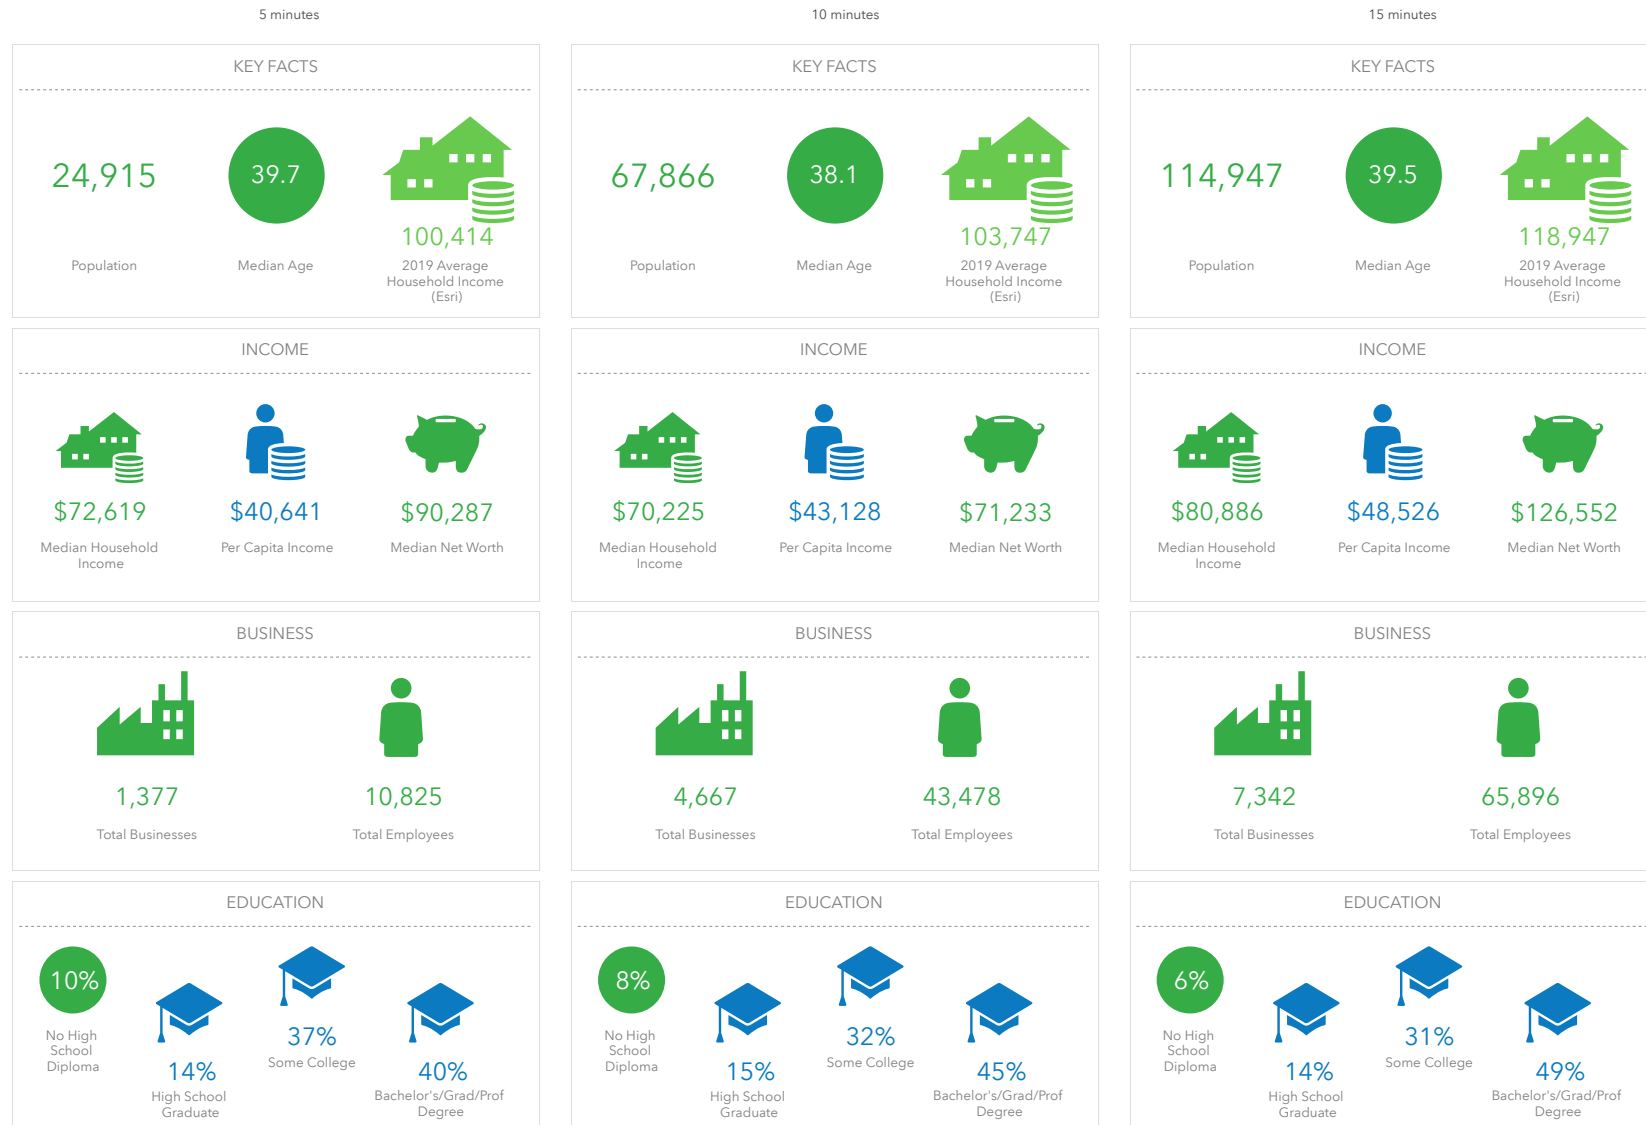 5 minutes
10 minutes
15 minutes
KEY FACTS
24,915
Population
39.7
Median Age
100,414
2019 Average
Household Income
(Esri)
KEY FACTS
67,866
Population
38.1
Median Age
103,747
2019 Average
Household Income
(Esri)
KEY FACTS
114,947
Population
39.5
Median Age
118,947
2019 Average
Household Income
(Esri)
INCOME
$72,619
Median Household
Income
$40,641
Per Capita Income
$90,287
Median Net Worth
INCOME
$70,225
Median Household
Income
$43,128
Per Capita Income
$71,233
Median Net Worth
INCOME
$80,886
Median Household
Income
$48,526
Per Capita Income
$126,552
Median Net Worth
BUSINESS
1,377
Total Businesses
10,825
Total Employees
BUSINESS
4,667
Total Businesses
43,478
Total Employees
BUSINESS
7,342
Total Businesses
65,896
Total Employees
EDUCATION
10%
No High
School
Diploma
14%
High School
Graduate
37%
Some College
40%
Bachelor's/Grad/Prof
Degree
EDUCATION
8%
No High
School
Diploma
15%
High School
Graduate
32%
Some College
45%
Bachelor's/Grad/Prof
Degree
EDUCATION
6%
No High
School
Diploma
14%
High School
Graduate
31%
Some College
49%
Bachelor's/Grad/Prof
Degree